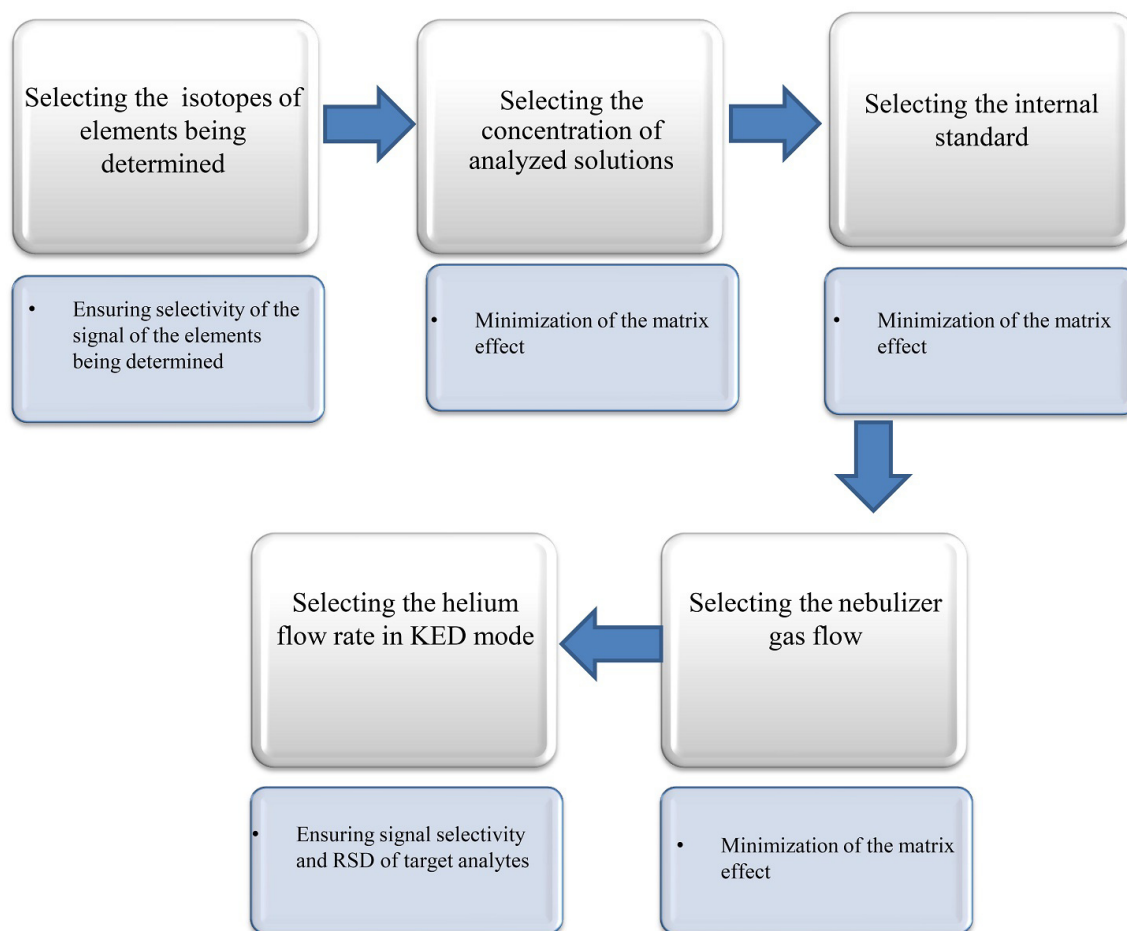 Selecting the isotopes of
elements being
determined
Selecting the
concentration of
analyzed solutions
Selecting the internal
standard
• Ensuring selectivity of the
signal of the elements
being determined
• Minimization of the matrix
effect
• Minimization of the matrix
effect
Selecting the nebulizer
gas flow
Selecting the helium
flow rate in KED mode
• Minimization of the matrix
effect
• Ensuring signal selectivity
and RSD of target analytes